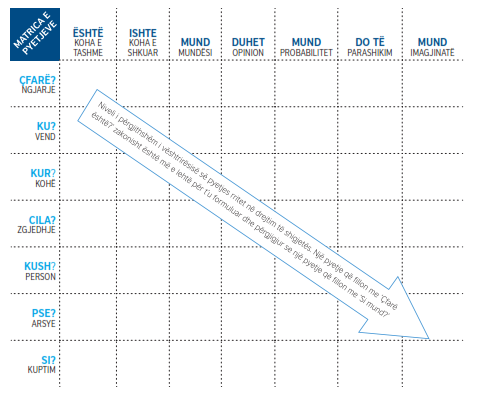 MATRICA E
PYETJEVE
ËSHTË
KOHA E
TASHME
ISHTE
KOHA E
SHKUAR
MUND
MUNDËSI
DUHET
OPINION
MUND
PROBABILITET
DO TË
PARASHIKIM
MUND
IMAGJINATË
ÇFARË?
NGJARJE
KU?
VEND
KUR?
KOHË
CILA?
ZGJEDHJE
KUSH?
PERSON
PSE?
ARSYE
SI?
KUPTIM
Niveli i përgjithshëm i vështrirësisë së pyetjes rritet në drejtim të shigjetës. Një pyetje që fillon me 'Çfarë
është?' zakonisht është më e lehtë për t'u formuluar dhe përgjigjur se një pyetje që fillon me 'Si mund?'